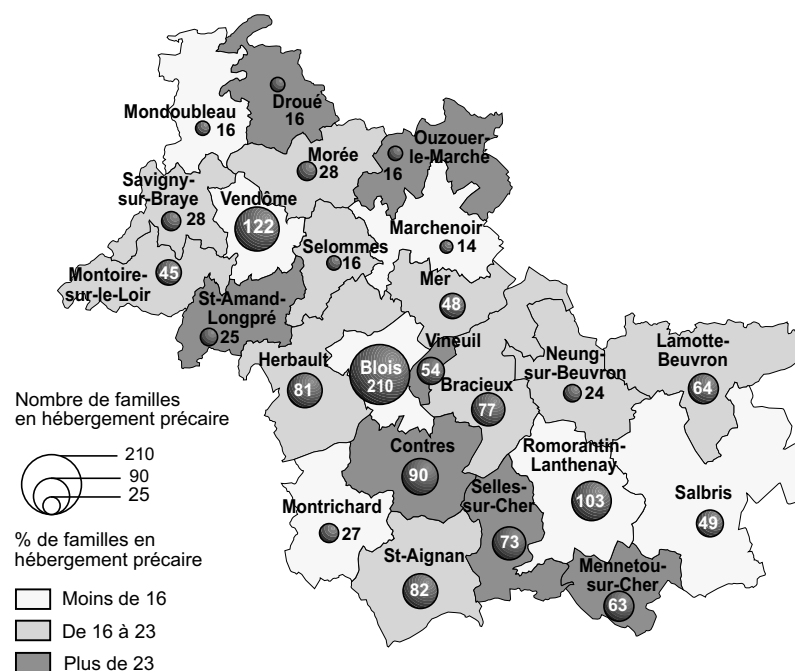 Mondoubleau
16
Droué
16
Ouzouer-
le-Marché
16
Morée
28
Savigny-
sur-Braye
28
Vendôme
122
Marchenoir
14
Selommes
16
Montoire-
sur-le-Loir
45
Mer
48
St-Amand-
Longpré
25
Vineuil
54
Herbault
81
Blois
210
Bracieux
77
Neung-
sur-Beuvron
24
Lamotte-
Beuvron
64
Contres
90
Romorantin-
Lanthenay
103
Selles-
sur-Cher
73
Salbris
49
Montrichard
27
St-Aignan
82
Mennetou-
sur-Cher
63
Nombre de familles
en hébergement précaire
210
90
25
% de familles en
hébergement précaire
Moins de 16
De 16 à 23
Plus de 23